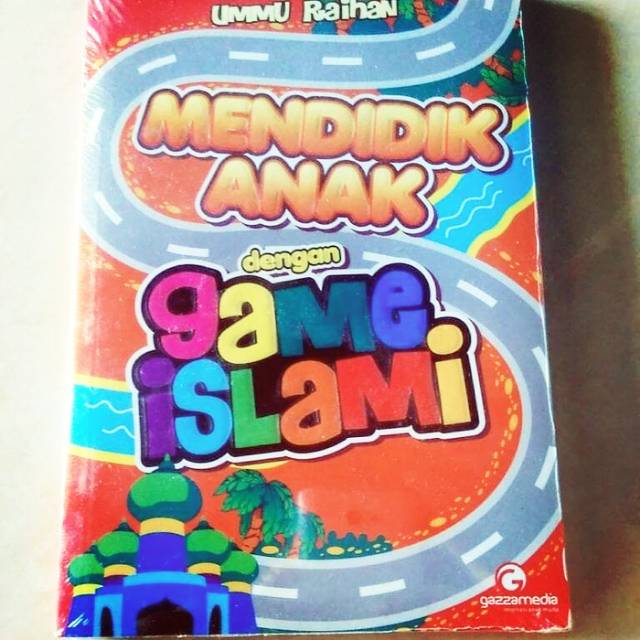 UMMU RAIHAN
MENDIDIK
ANAK
dengan
game
islami
G
gazzamedia